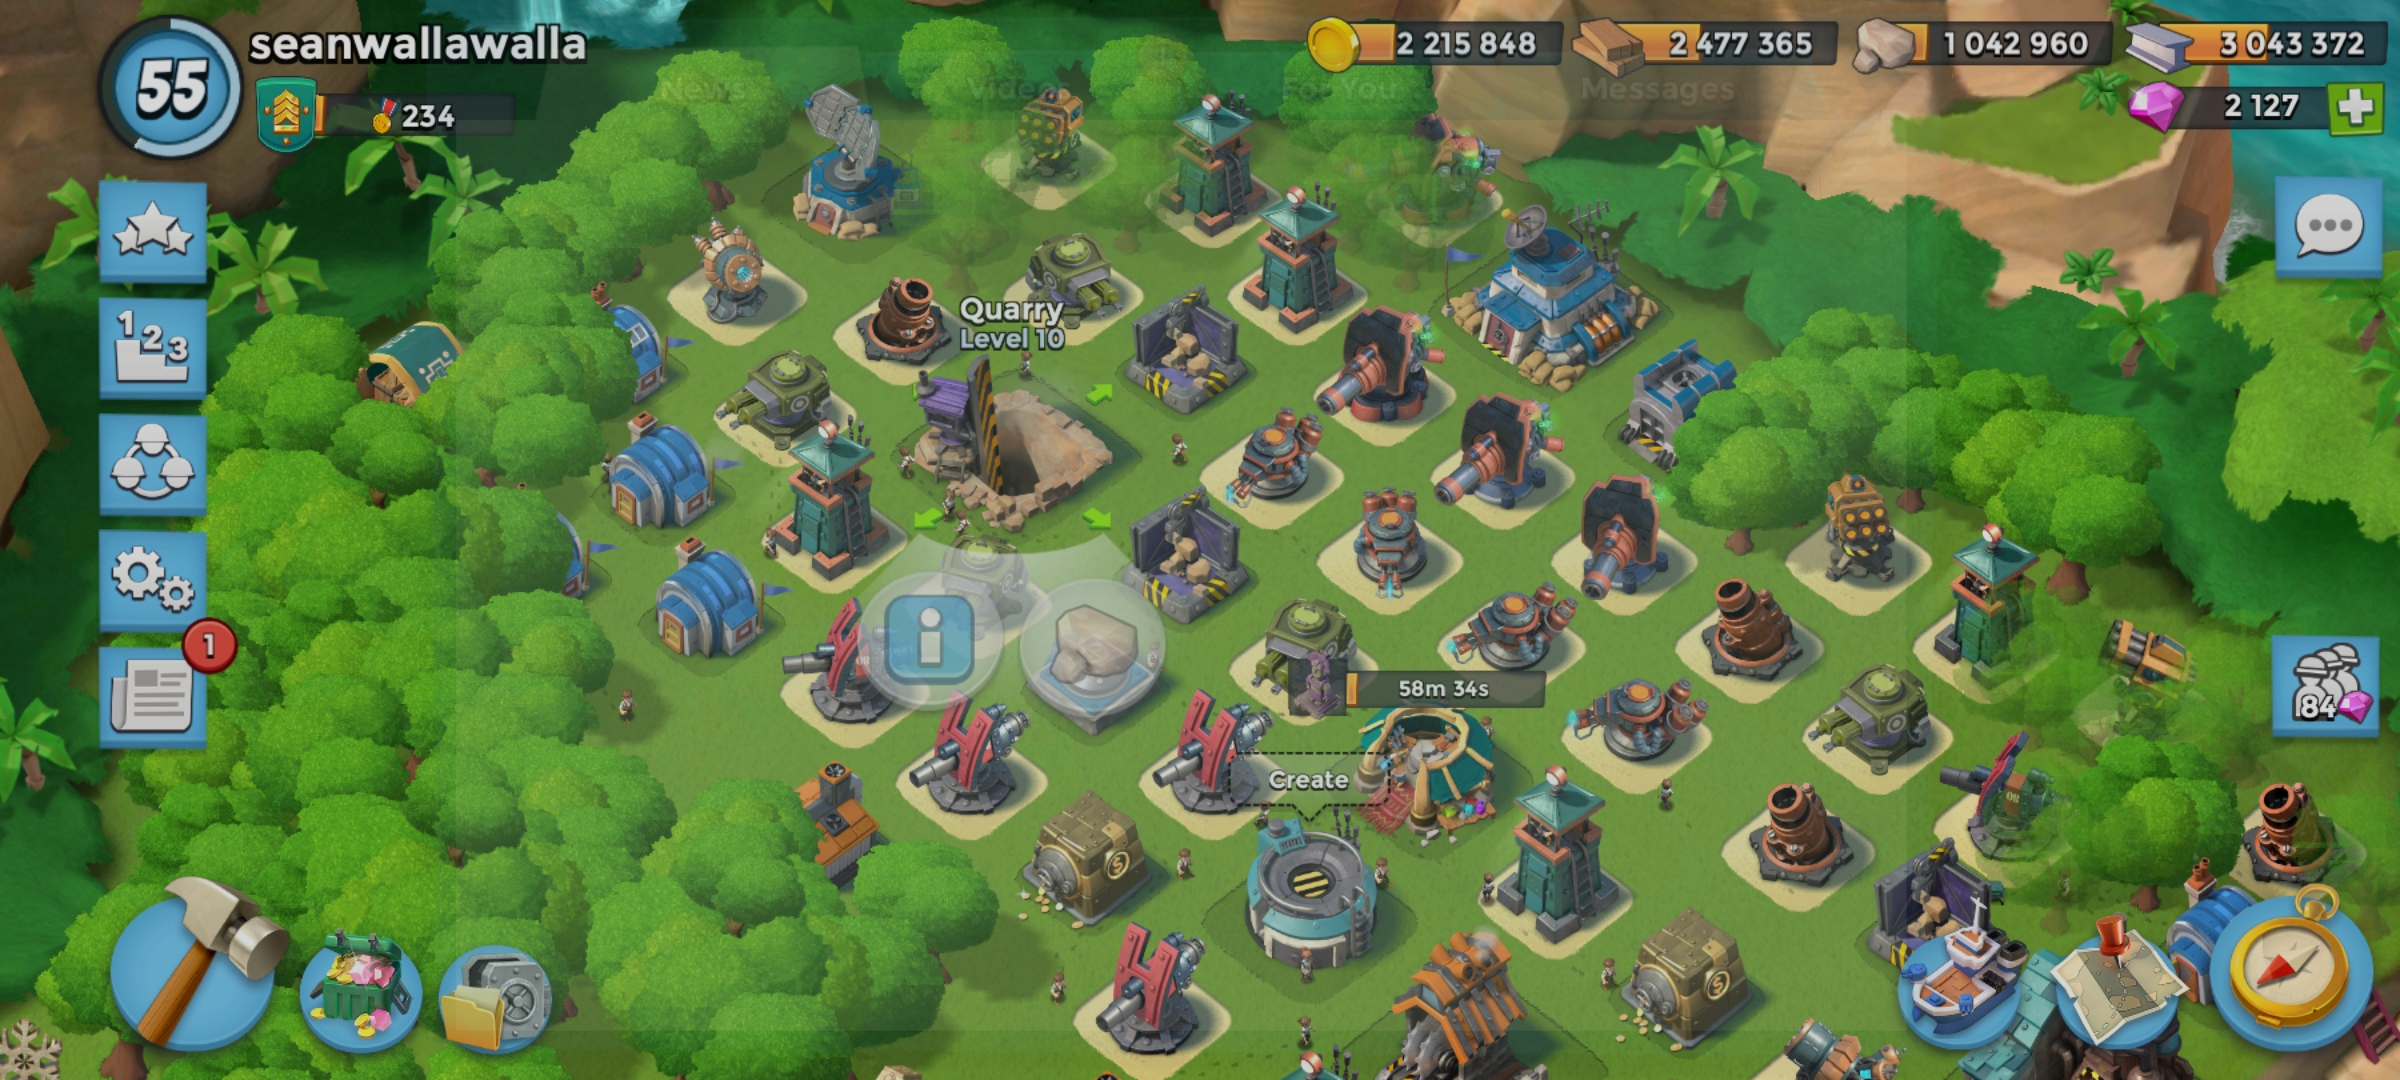 55
seanwallawalla
234
2 215 848
2 477 365
1 042 960
3 043 372
2 127
News
Videos
For You
Messages
123
Quarry
Level 10
1
58m 34s
84
Create